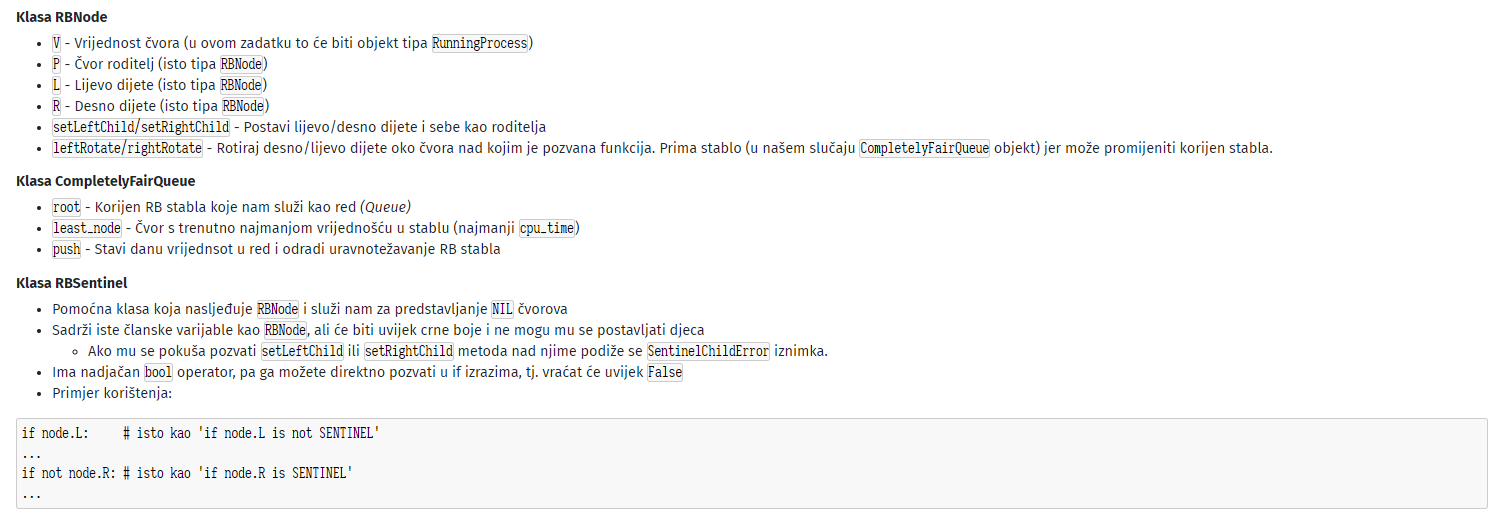 Klasa RBNode
• V - Vrijednost čvora (u ovom zadatku to će biti objekt tipa RunningProcess)
• P - Čvor roditelj (isto tipa RBNode)
• L - Lijevo dijete (isto tipa RBNode)
• R - Desno dijete (isto tipa RBNode)
• setLeftChild/setRightChild - Postavi lijevo/desno dijete i sebe kao roditelja
• leftRotate/rightRotate - Rotiraj desno/lijevo dijete oko čvora nad kojim je pozvana funkcija. Prima stablo (u našem slučaju CompletelyFairQueue objekt) jer može promijeniti korijen stabla.
Klasa CompletelyFairQueue
• root - Korijen RB stabla koje nam služi kao red (Queue)
• least_node - Čvor s trenutno najmanjom vrijednošću u stablu (najmanji cpu_time)
• push - Stavi danu vrijednsot u red i odradi uravnotežavanje RB stabla
Klasa RBSentinel
• Pomoćna klasa koja nasljeđuje RBNode i služi nam za predstavljanje NIL čvorova
• Sadrži iste članske varijable kao RBNode, ali će biti uvijek crne boje i ne mogu mu se postavljati djeca
◦ Ako mu se pokuša pozvati setLeftChild ili setRightChild metoda nad njime podiže se SentinelChildError iznimka.
• Ima nadjačan bool operator, pa ga možete direktno pozvati u if izrazima, tj. vraćat će uvijek False
• Primjer korištenja:
if node.L:     # isto kao 'if node.L is not SENTINEL'
...
if not node.R: # isto kao 'if node.R is SENTINEL'
...